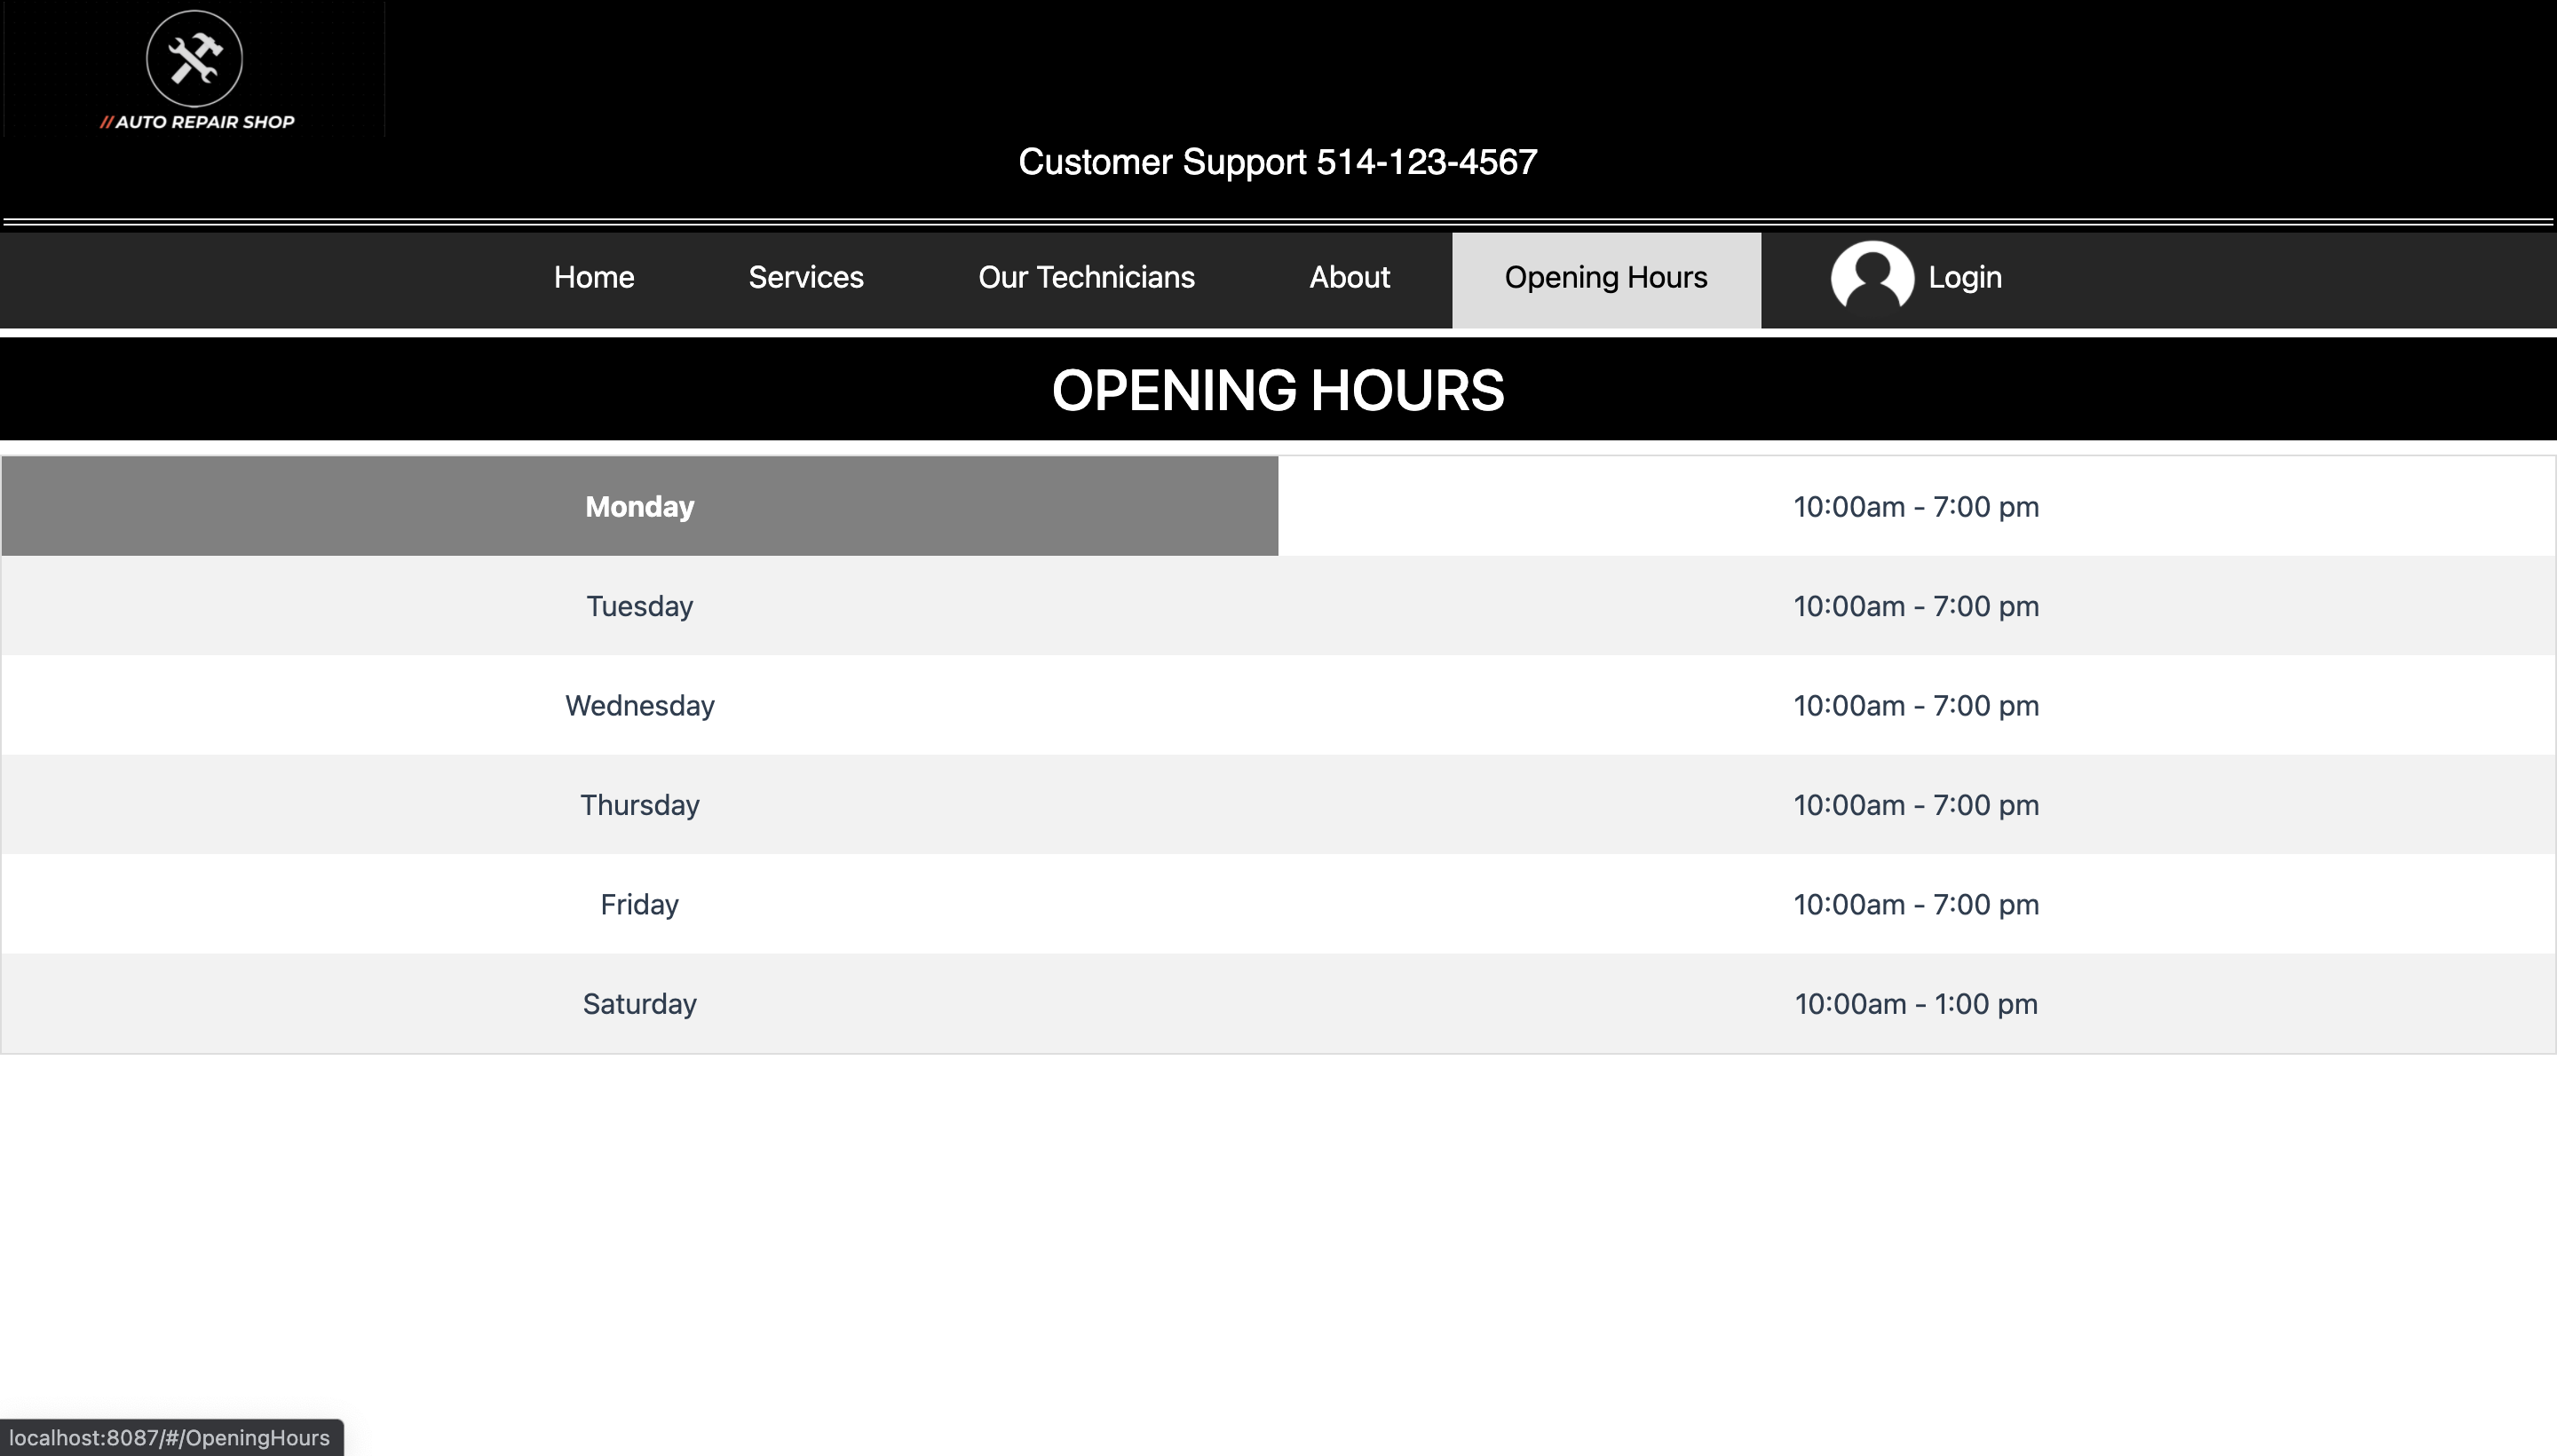 //AUTO REPAIR SHOP
Customer Support 514-123-4567
Home Services Our Technicians About Opening Hours Login
OPENING HOURS
Monday 10:00am - 7:00 pm
Tuesday 10:00am - 7:00 pm
Wednesday 10:00am - 7:00 pm
Thursday 10:00am - 7:00 pm
Friday 10:00am - 7:00 pm
Saturday 10:00am - 1:00 pm
localhost:8087/#/OpeningHours